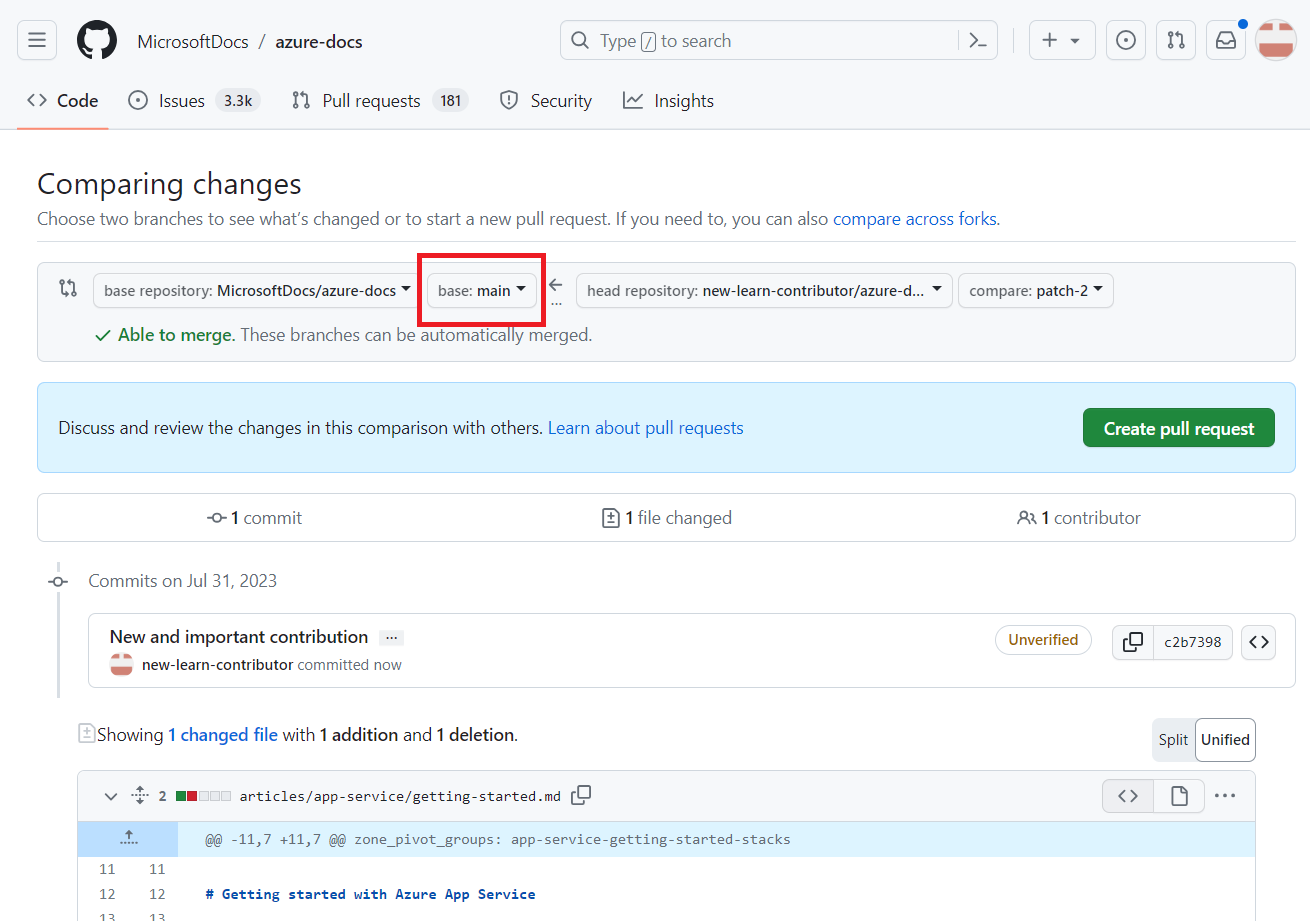 MicrosoftDocs / azure-docs
Type / to search
Code Issues 3.3k Pull requests 181 Security Insights
Comparing changes
Choose two branches to see what's changed or to start a new pull request. If you need to, you can also compare across forks.
base repository: MicrosoftDocs/azure-docs base: main ← ... head repository: new-learn-contributor/azure-d... compare: patch-2
Able to merge. These branches can be automatically merged.
Discuss and review the changes in this comparison with others. Learn about pull requests Create pull request
1 commit 1 file changed 1 contributor
Commits on Jul 31, 2023
New and important contribution ... Unverified c2b7398
new-learn-contributor committed now
Showing 1 changed file with 1 addition and 1 deletion. Split Unified
2 articles/app-service/getting-started.md
@@ -11,7 +11,7 @@ zone_pivot_groups: app-service-getting-started-stacks
11 11
12 12 # Getting started with Azure App Service
13 13